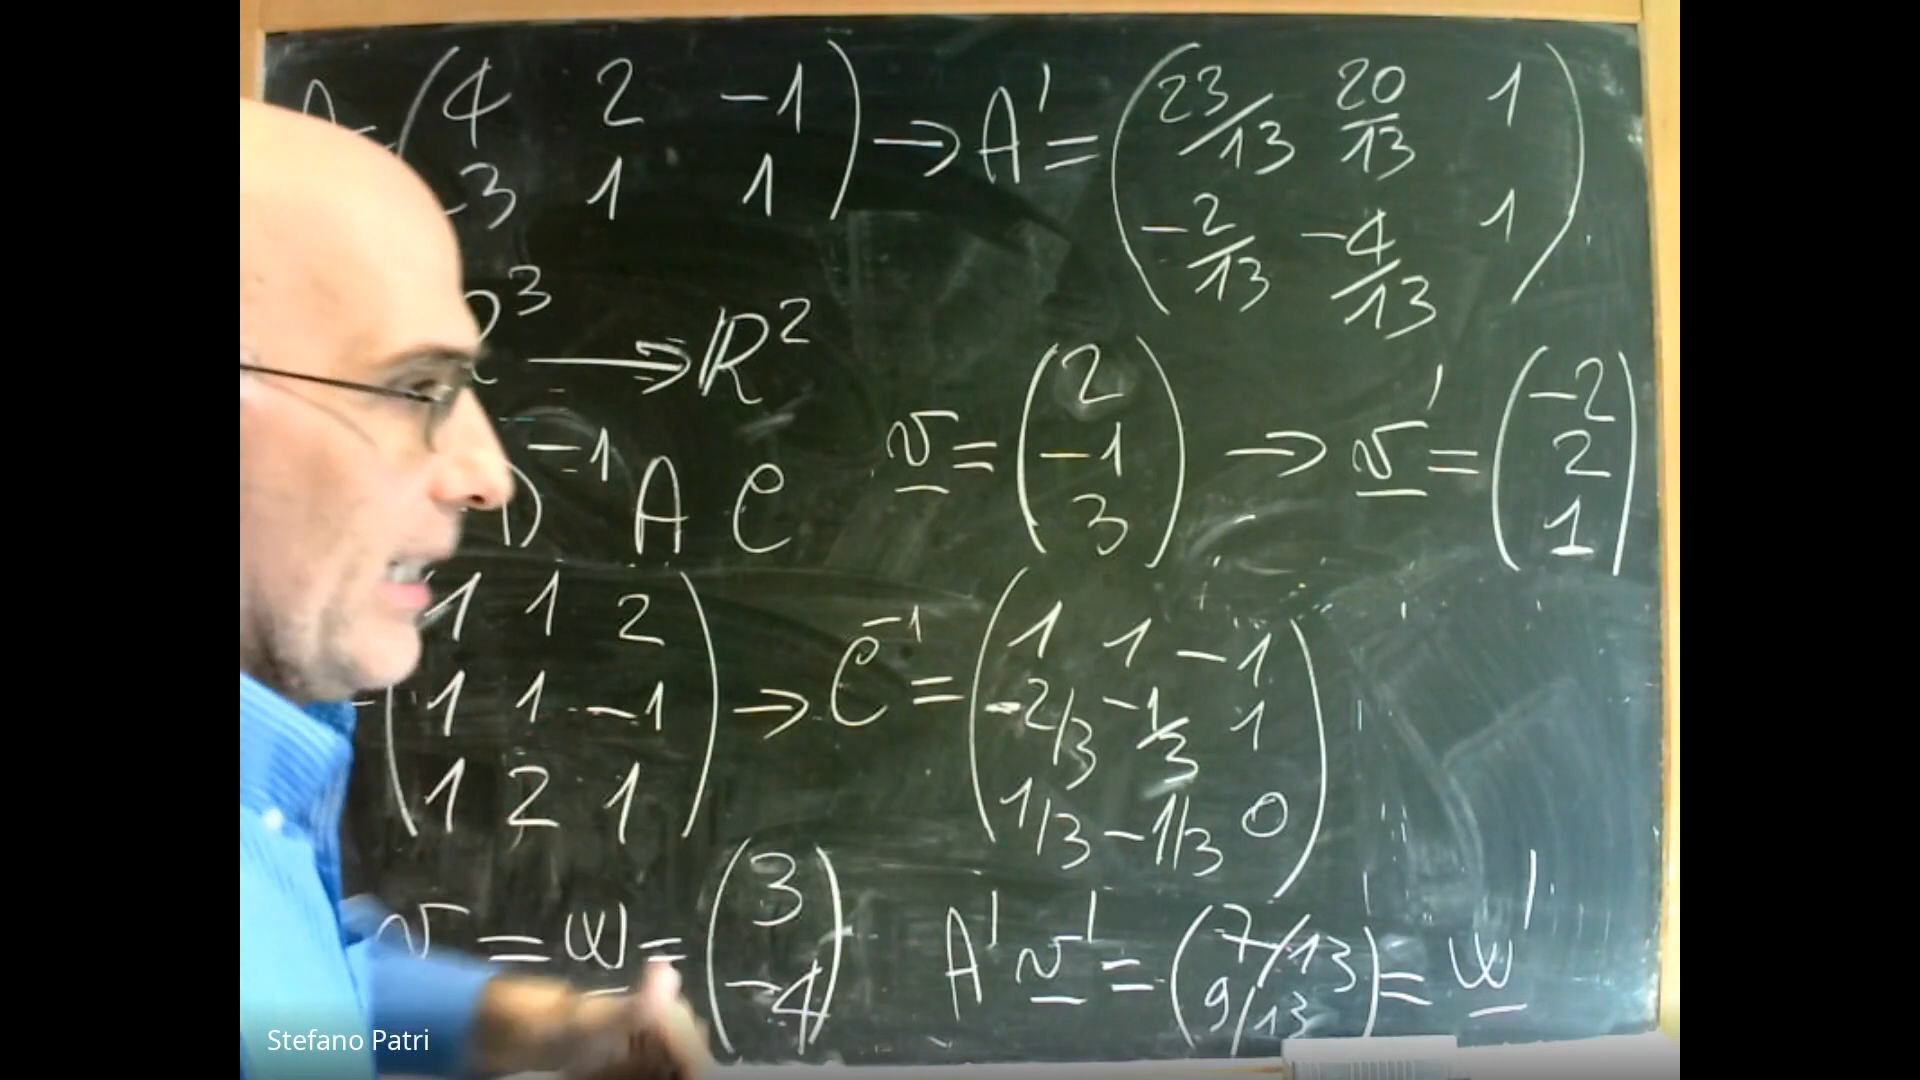 A = ( 4 2 -1 ) → A' = ( 23/13 20/13 1 )
-3 1 1
-2/13 -4/13 1
R³ → R²
v = ( 2 -1 3 ) → v' = ( -2 2 1 )
)⁻¹ A C
( 1 1 2
1 1 -1
1 2 1 )
→ C⁻¹ = ( 1 1 -1
-2/3 -1/3 1
1/3 -1/3 0 )
v = w = ( 3 -4 )
A' v' = ( 7/13 9/13 ) = w'
Stefano Patri